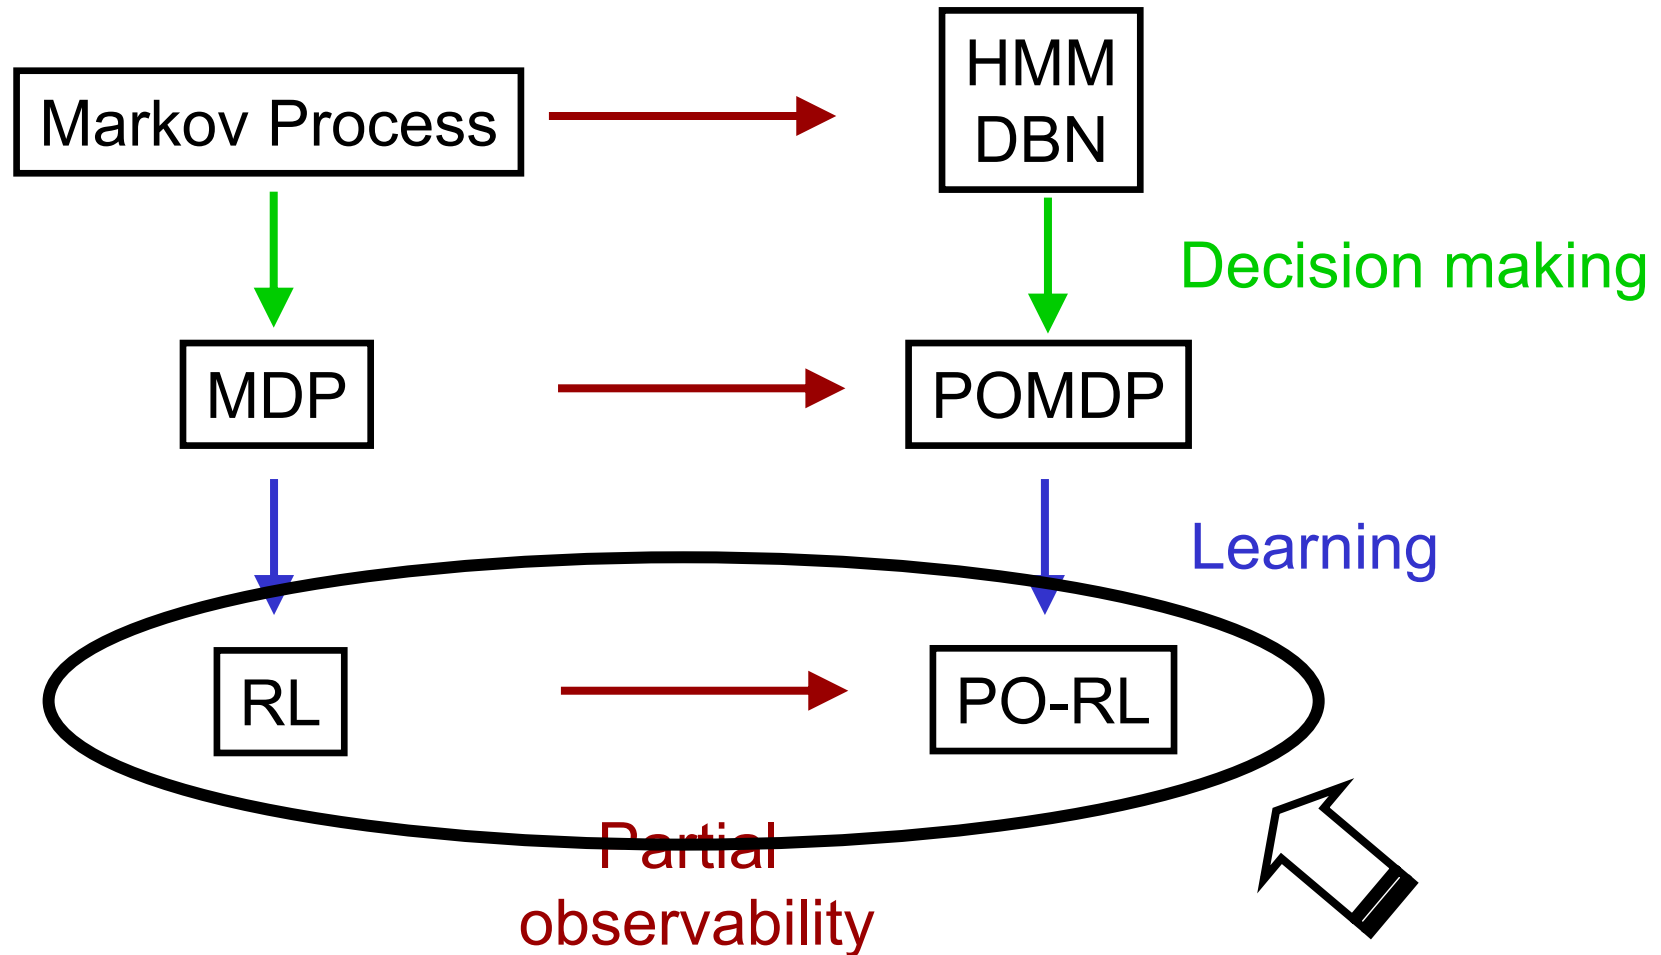 Markov Process
HMM
DBN
Decision making
MDP
POMDP
Learning
RL
PO-RL
Partial
observability